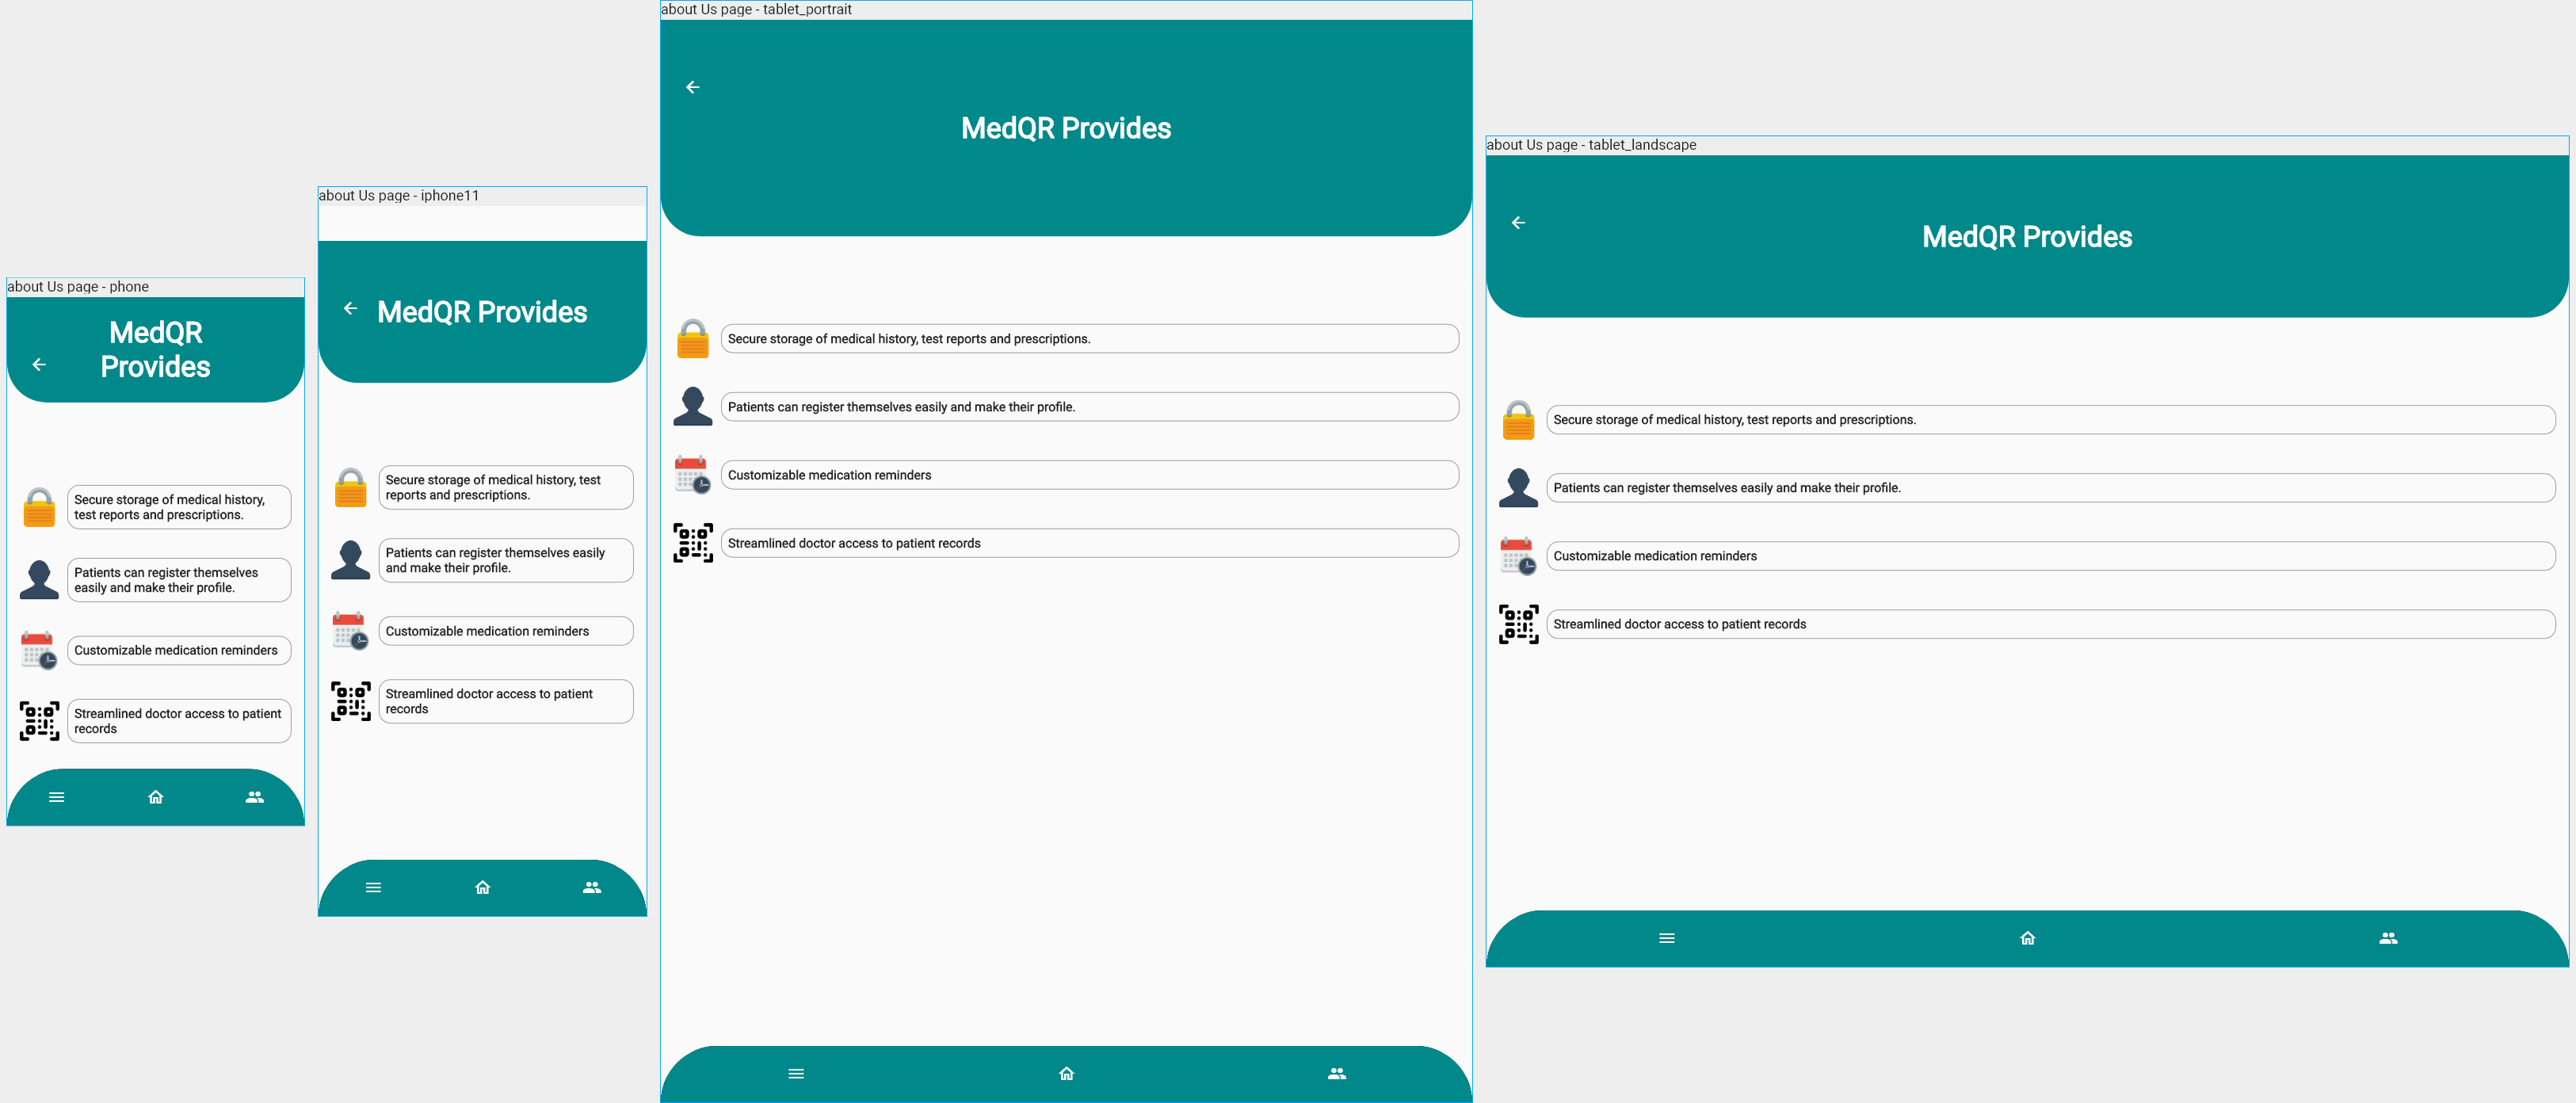 about Us page - phone
MedQR
Provides
Secure storage of medical history,
test reports and prescriptions.
Patients can register themselves
easily and make their profile.
Customizable medication reminders
Streamlined doctor access to patient
records
about Us page - iphone11
MedQR Provides
Secure storage of medical history, test
reports and prescriptions.
Patients can register themselves easily
and make their profile.
Customizable medication reminders
Streamlined doctor access to patient
records
about Us page - tablet_portrait
MedQR Provides
Secure storage of medical history, test reports and prescriptions.
Patients can register themselves easily and make their profile.
Customizable medication reminders
Streamlined doctor access to patient records
about Us page - tablet_landscape
MedQR Provides
Secure storage of medical history, test reports and prescriptions.
Patients can register themselves easily and make their profile.
Customizable medication reminders
Streamlined doctor access to patient records